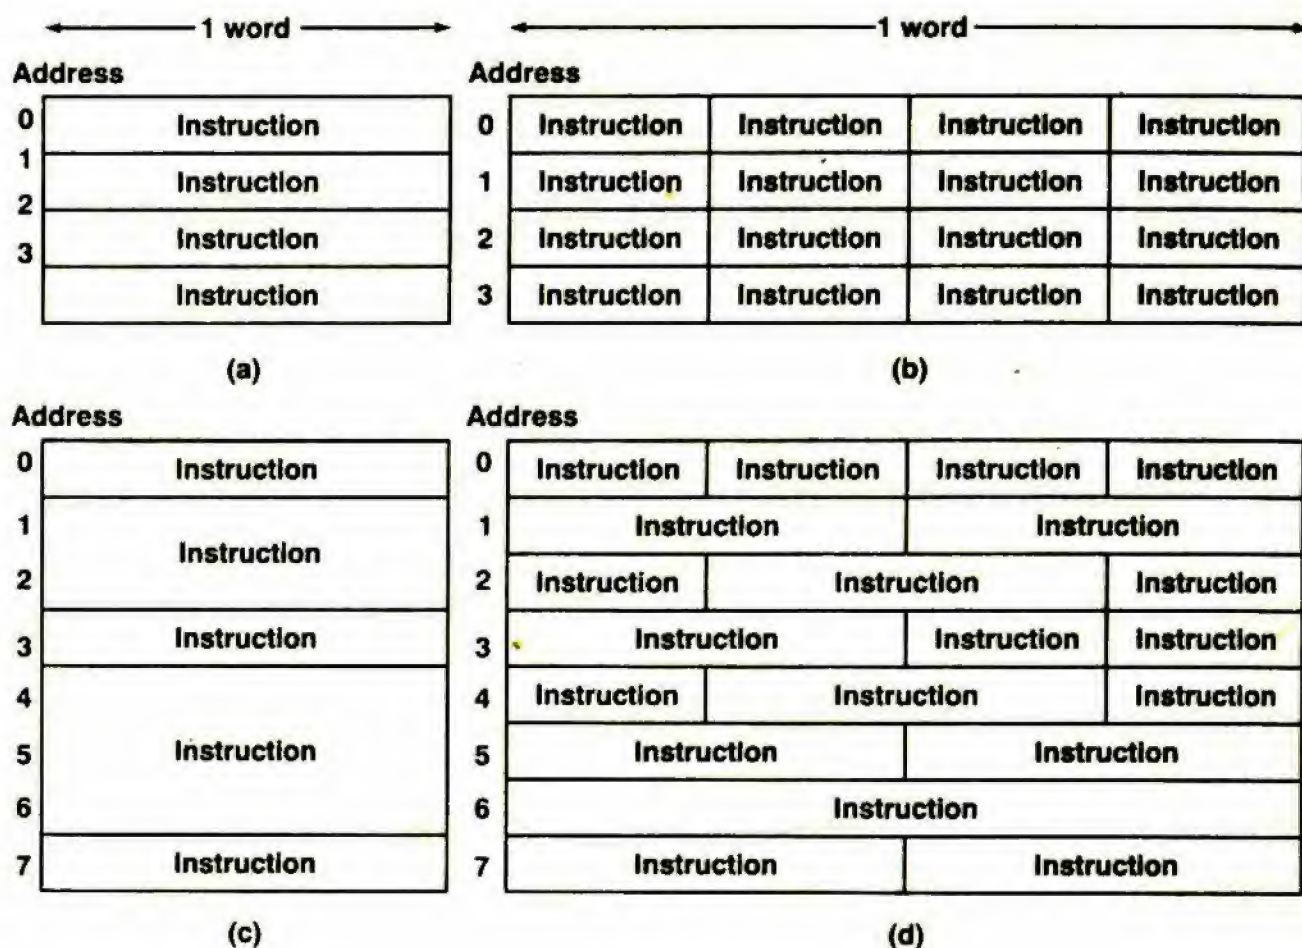 1 word 1 word
Address Address
0 Instruction 0 Instruction Instruction Instruction Instruction
1 Instruction 1 Instruction Instruction Instruction Instruction
2 Instruction 2 Instruction Instruction Instruction Instruction
3 Instruction 3 Instruction Instruction Instruction Instruction
(a) (b)
Address Address
0 Instruction 0 Instruction Instruction Instruction Instruction
1 Instruction 1 Instruction Instruction
2 2 Instruction Instruction Instruction
3 Instruction 3 Instruction Instruction Instruction
4 4 Instruction Instruction Instruction
5 Instruction 5 Instruction Instruction
6 6 Instruction
7 Instruction 7 Instruction Instruction
(c) (d)